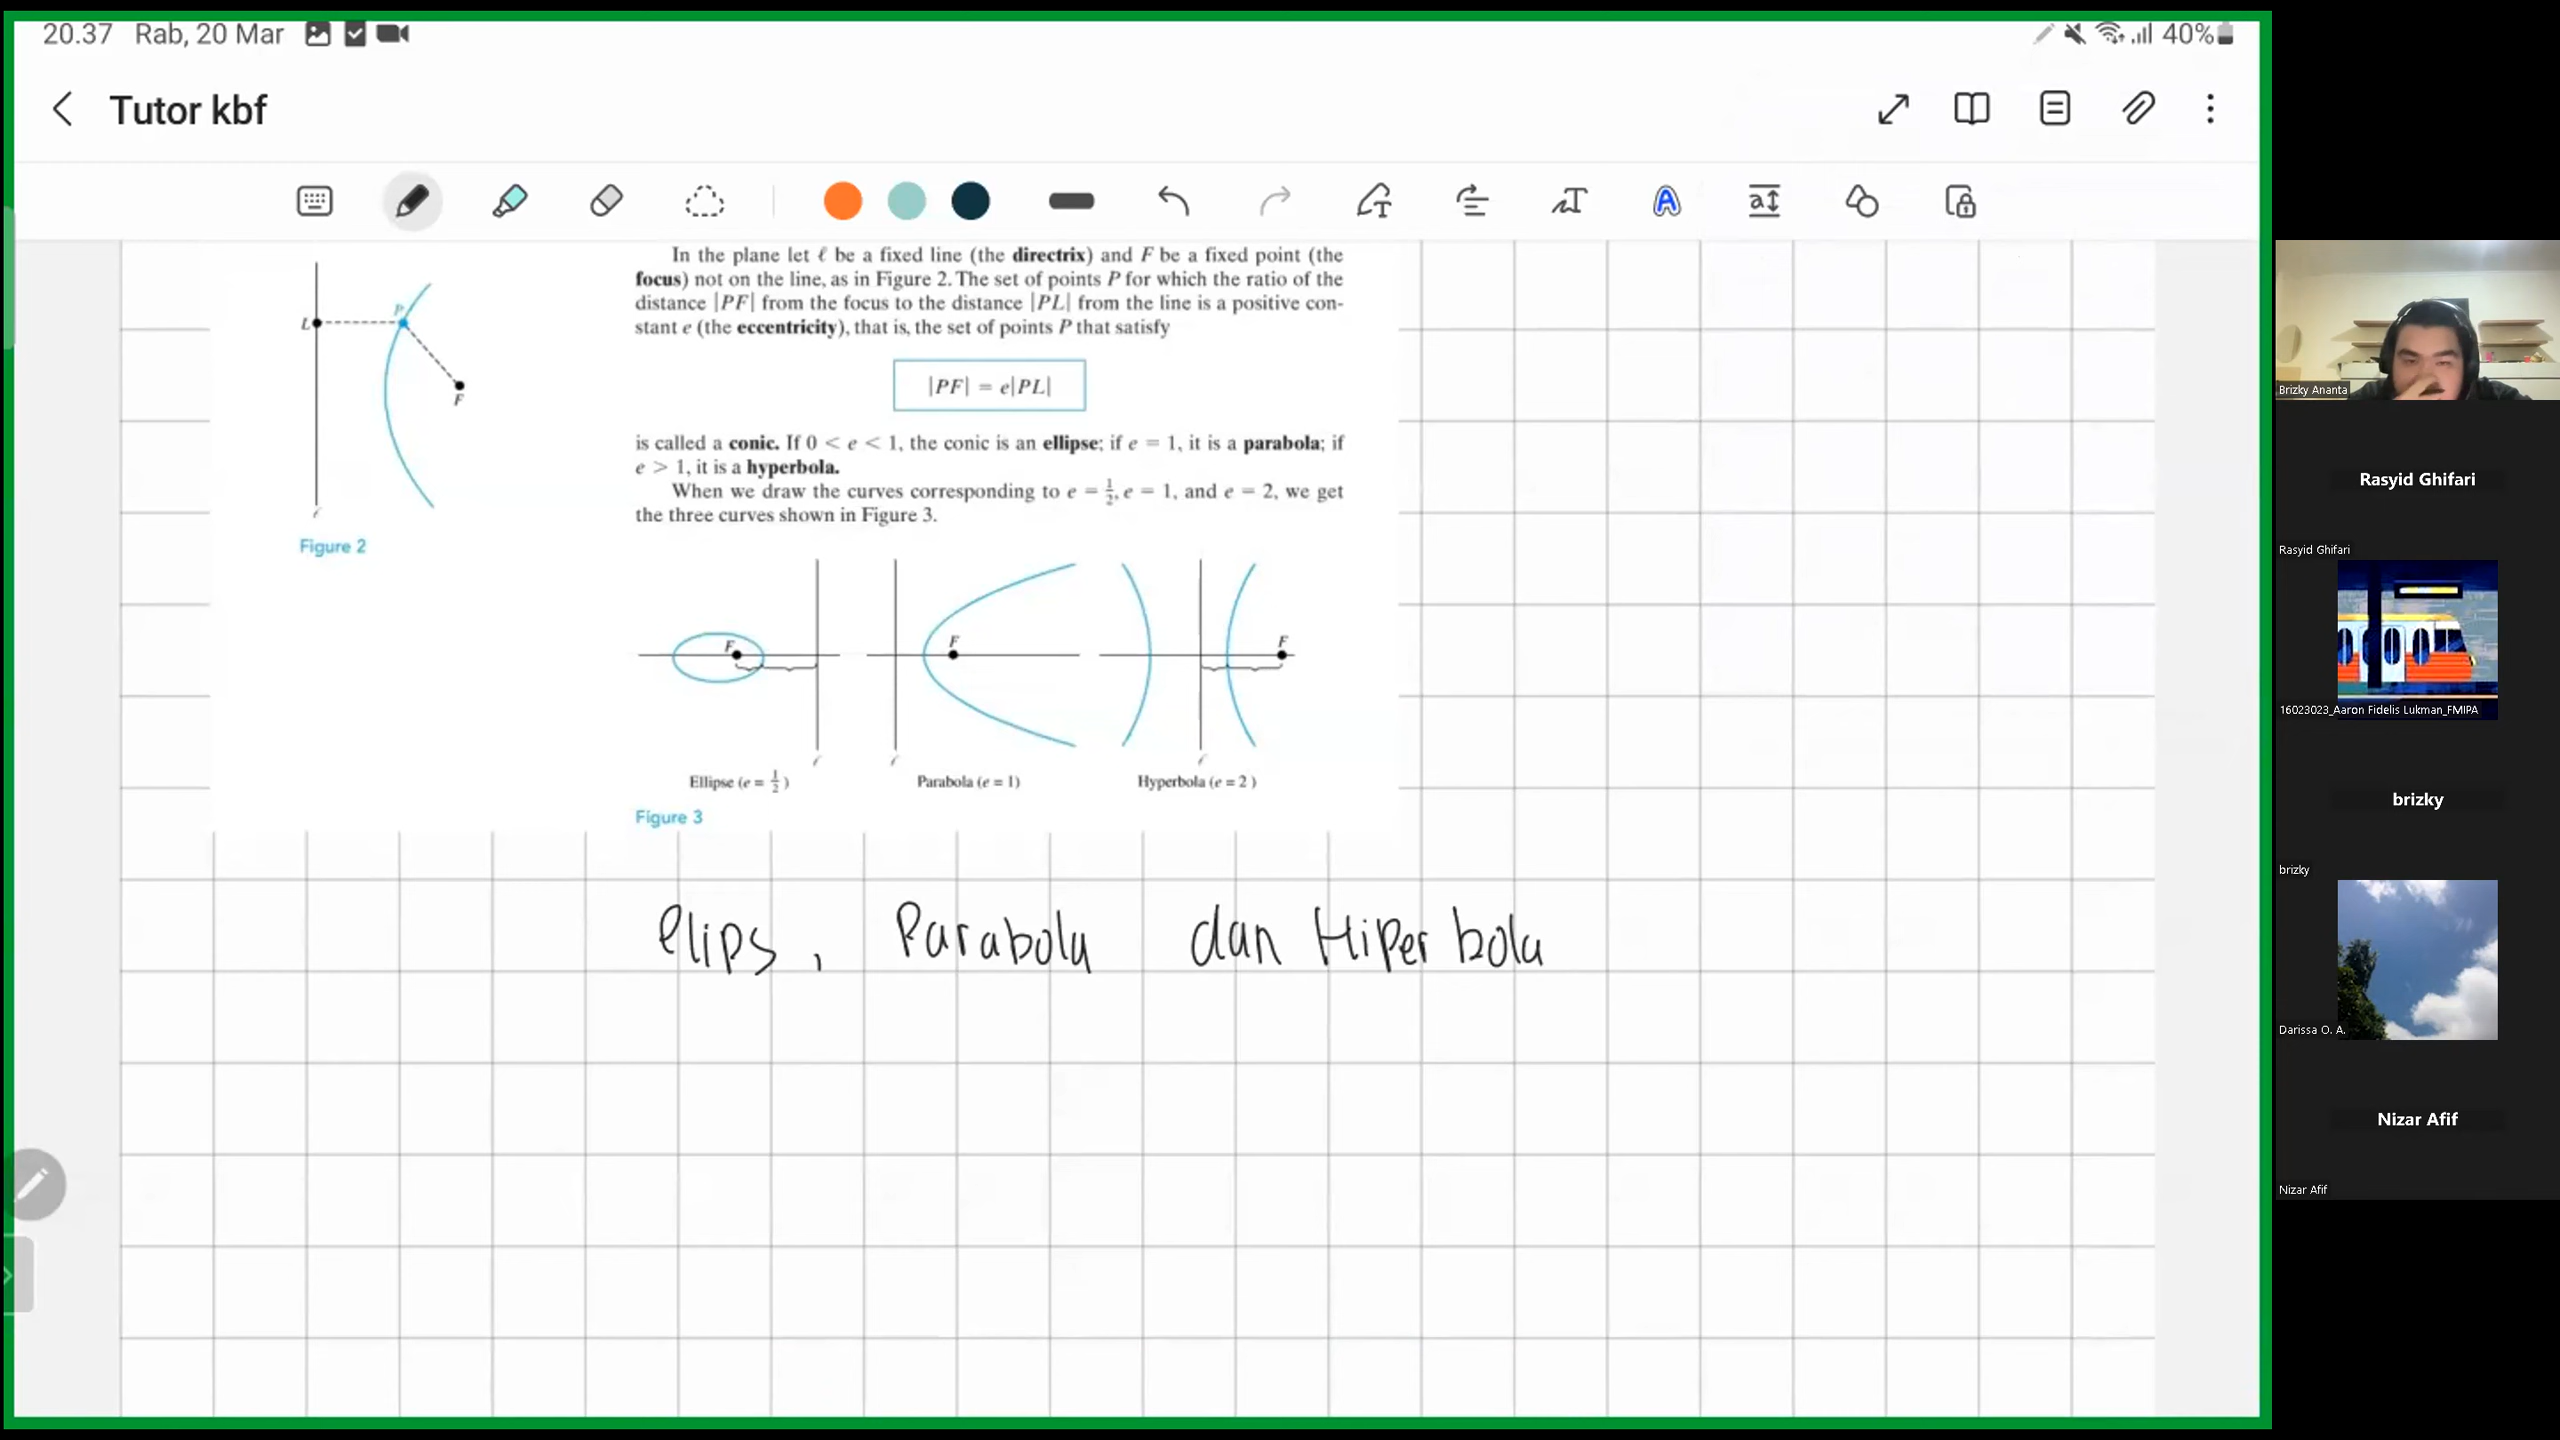 20.37 Rab, 20 Mar 40%
Tutor kbf
In the plane let ℓ be a fixed line (the directrix) and F be a fixed point (the
focus) not on the line, as in Figure 2. The set of points P for which the ratio of the
distance |PF| from the focus to the distance |PL| from the line is a positive con-
stant e (the eccentricity), that is, the set of points P that satisfy
|PF| = e|PL|
is called a conic. If 0 < e < 1, the conic is an ellipse; if e = 1, it is a parabola; if
e > 1, it is a hyperbola.
When we draw the curves corresponding to e = 1/2, e = 1, and e = 2, we get
the three curves shown in Figure 3.
P
L
F
ℓ
Figure 2
F
F
F
ℓ
ℓ
ℓ
Ellipse (e = 1/2)
Parabola (e = 1)
Hyperbola (e = 2)
Figure 3
elips, Parabola dan Hiperbola
Brizky Ananta
Rasyid Ghifari
Rasyid Ghifari
16023023_Aaron Fidelis Lukman_FMIPA
brizky
brizky
Darissa O. A.
Nizar Afif
Nizar Afif